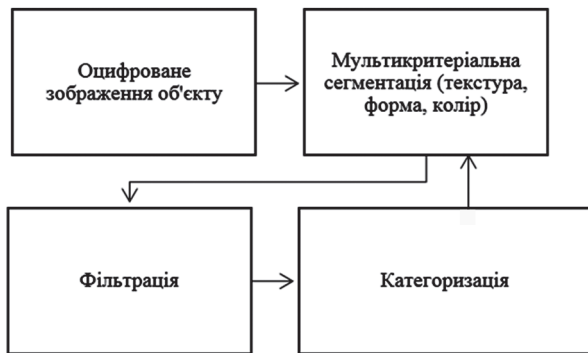 Оцифроване
зображення об'єкту
Мультикритеріальна
сегментація (текстура,
форма, колір)
Фільтрація
Категоризація